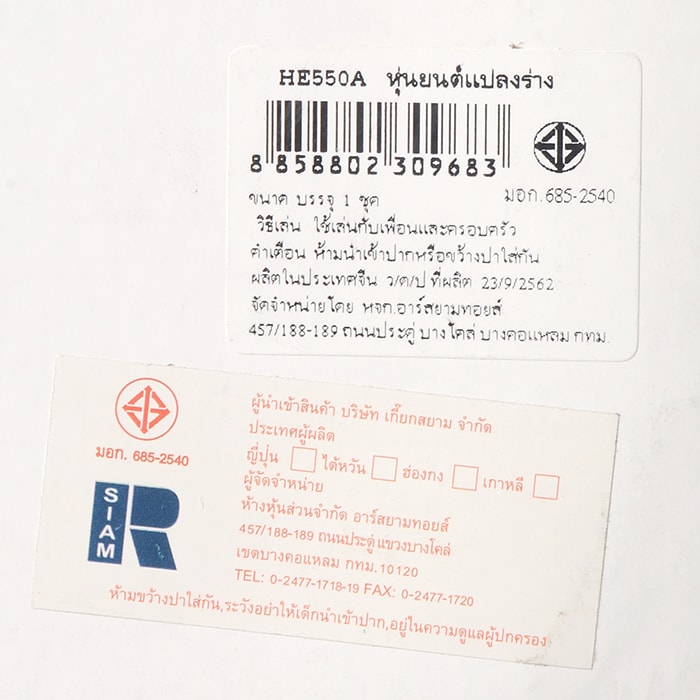 HE550A หุ่นยนต์แปลงร่าง
8 858802 309683
มอก.685-2540
ขนาด บรรจุ 1 ชุด
วิธีเล่น ใช้เล่นกับเพื่อนและครอบครัว
คำเตือน ห้ามนำเข้าปากหรือขว้างปาใส่กัน
ผลิตในประเทศจีน ว/ด/ป ที่ผลิต 23/9/2562
จัดจำหน่ายโดย หจก.อาร์สยามทอยส์
457/188-189 ถนนประดู่ บางโคล่ บางคอแหลม กทม.
มอก. 685-2540
SIAM R
ผู้นำเข้าสินค้า บริษัท เกี๊ยกสยาม จำกัด
ประเทศผู้ผลิต
ญี่ปุ่น ไต้หวัน ฮ่องกง เกาหลี
ผู้จัดจำหน่าย
ห้างหุ้นส่วนจำกัด อาร์สยามทอยส์
457/188-189 ถนนประดู่ แขวงบางโคล่
เขตบางคอแหลม กทม.10120
TEL: 0-2477-1718-19 FAX: 0-2477-1720
ห้ามขว้างปาใส่กัน,ระวังอย่าให้เด็กนำเข้าปาก,อยู่ในความดูแลผู้ปกครอง